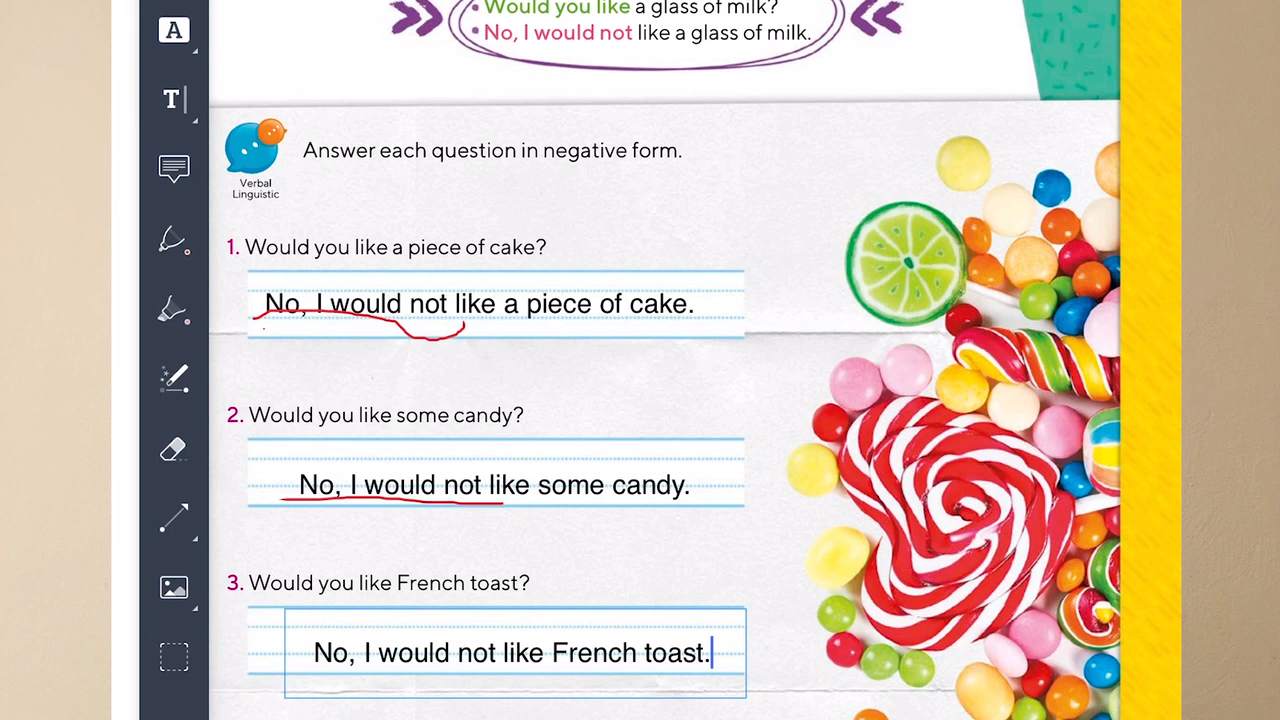 • Would you like a glass of milk?
• No, I would not like a glass of milk.
A
T
Verbal
Linguistic
Answer each question in negative form.
1. Would you like a piece of cake?
No, I would not like a piece of cake.
2. Would you like some candy?
No, I would not like some candy.
3. Would you like French toast?
No, I would not like French toast.